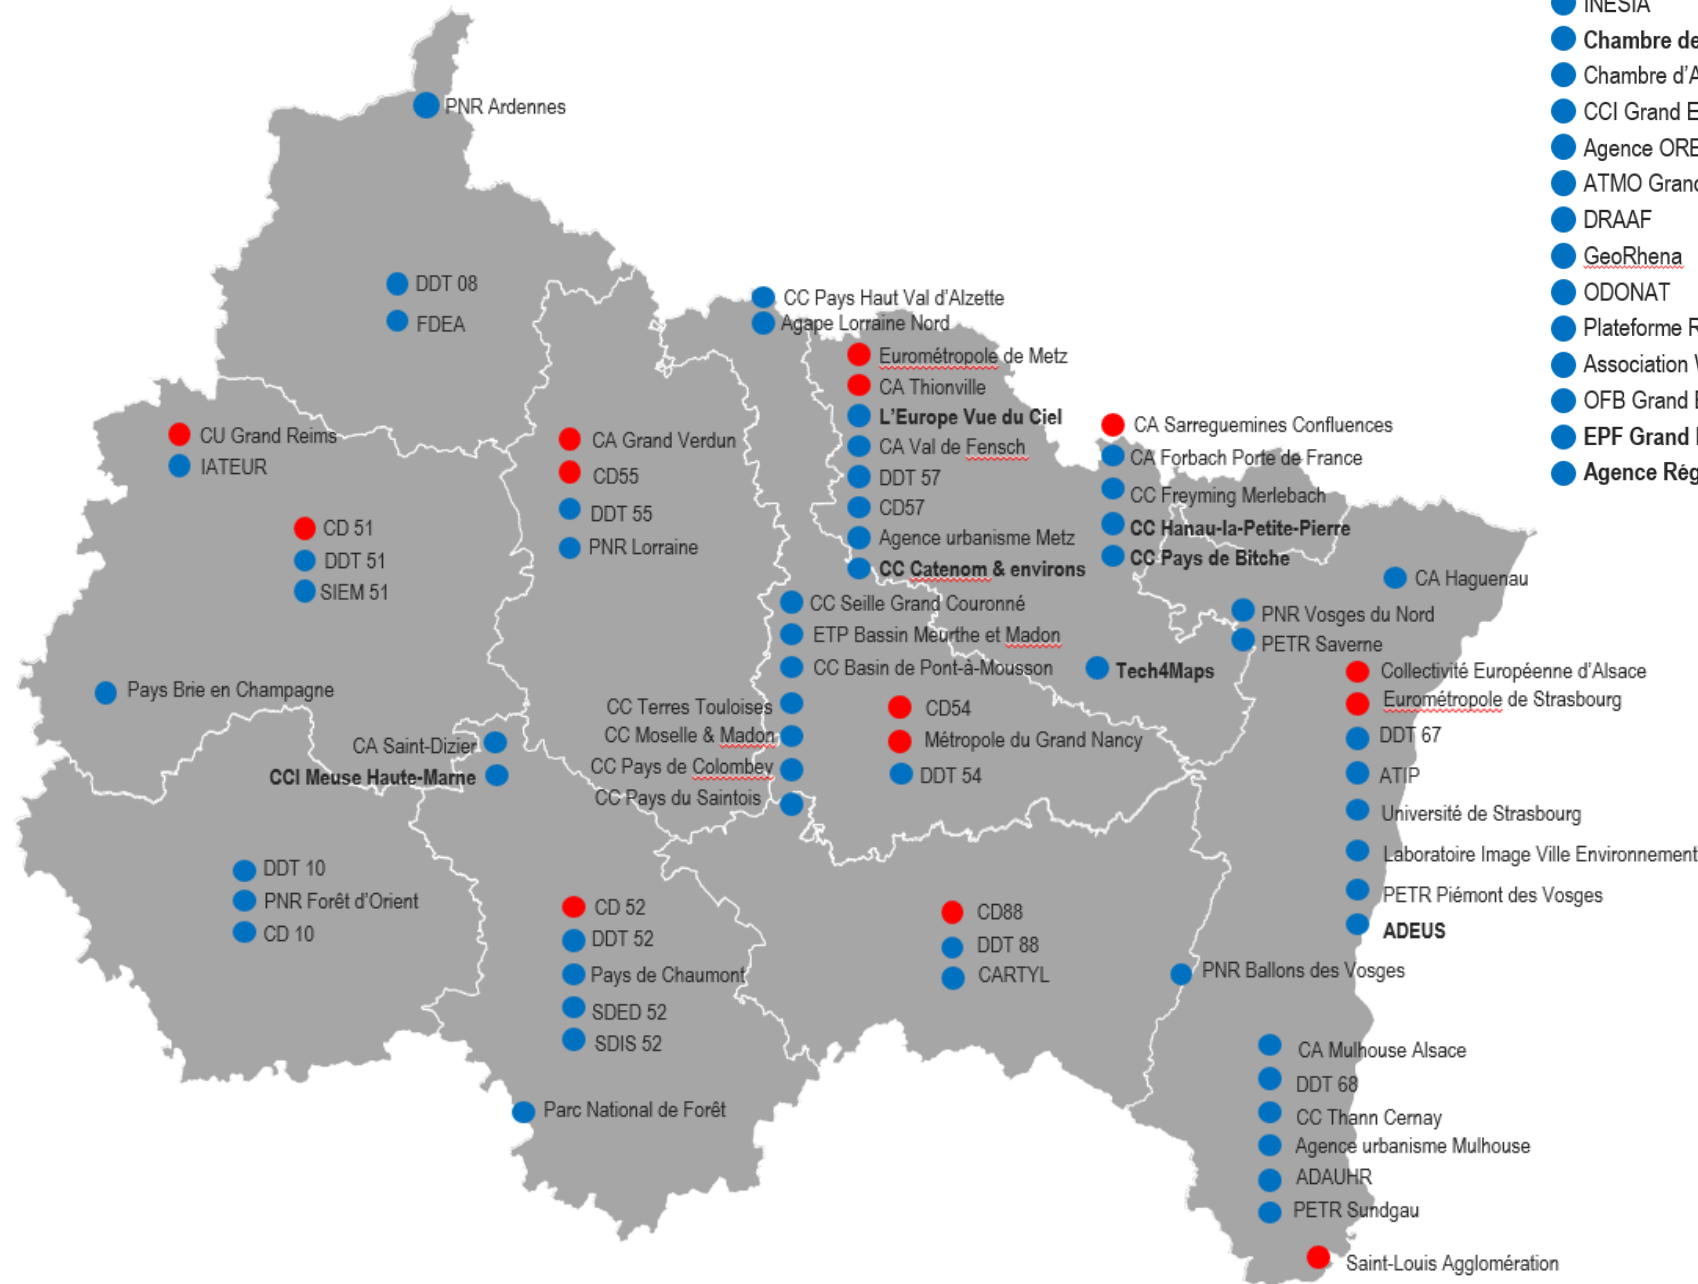 INESIA
Chambre de
Chambre d'A
CCI Grand E
Agence ORE
ATMO Grand
DRAAF
GeoRhena
ODONAT
Plateforme R
Association
OFB Grand E
EPF Grand
Agence Rég
PNR Ardennes
DDT 08
FDEA
CC Pays Haut Val d'Alzette
Agape Lorraine Nord
Eurométropole de Metz
CA Thionville
L'Europe Vue du Ciel
CA Val de Fensch
DDT 57
CD57
Agence urbanisme Metz
CC Catenom & environs
CA Sarreguemines Confluences
CA Forbach Porte de France
CC Freyming Merlebach
CC Hanau-la-Petite-Pierre
CC Pays de Bitche
CU Grand Reims
IATEUR
CD 51
DDT 51
SIEM 51
Pays Brie en Champagne
CA Grand Verdun
CD55
DDT 55
PNR Lorraine
CA Haguenau
PNR Vosges du Nord
PETR Saverne
CC Seille Grand Couronné
ETP Bassin Meurthe et Madon
CC Basin de Pont-à-Mousson
CC Terres Touloises
CC Moselle & Madon
CC Pays de Colombey
CC Pays du Saintois
Tech4Maps
CD54
Métropole du Grand Nancy
DDT 54
CA Saint-Dizier
CCI Meuse Haute-Marne
Collectivité Européenne d'Alsace
Eurométropole de Strasbourg
DDT 67
ATIP
Université de Strasbourg
Laboratoire Image Ville Environnement
PETR Piémont des Vosges
ADEUS
DDT 10
PNR Forêt d'Orient
CD 10
CD 52
DDT 52
Pays de Chaumont
SDED 52
SDIS 52
Parc National de Forêt
CD88
DDT 88
CARTYL
PNR Ballons des Vosges
CA Mulhouse Alsace
DDT 68
CC Thann Cernay
Agence urbanisme Mulhouse
ADAUHR
PETR Sundgau
Saint-Louis Agglomération